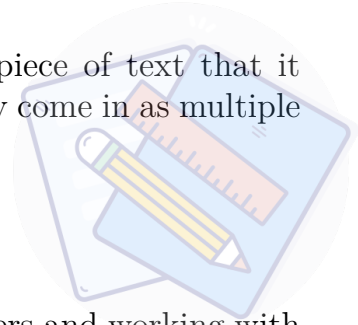 piece of text that it
y come in as multiple
ers and working with